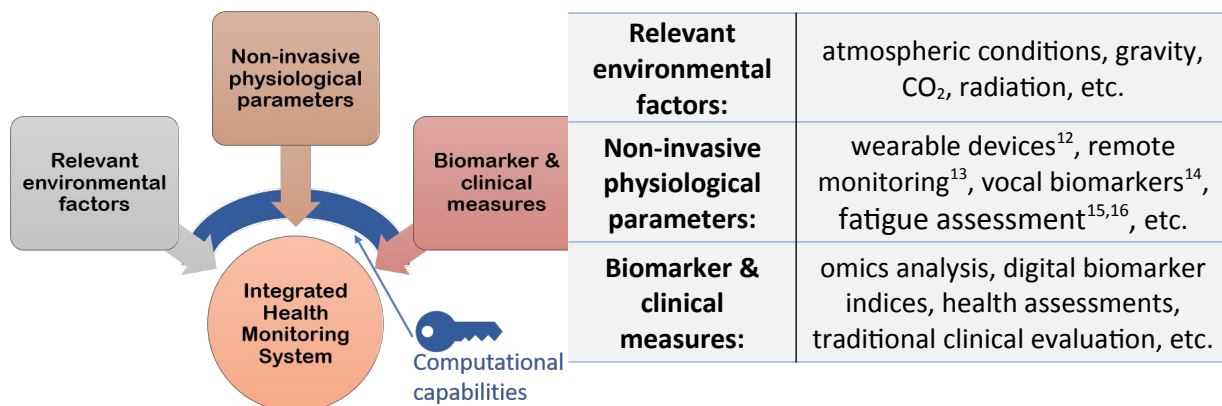 Non-invasive
physiological
parameters
Relevant
environmental
factors
Biomarker &
clinical
measures
Integrated
Health
Monitoring
System
Computational
capabilities
Relevant
environmental
factors:
atmospheric conditions, gravity,
CO₂, radiation, etc.
Non-invasive
physiological
parameters:
wearable devices¹², remote
monitoring¹³, vocal biomarkers¹⁴,
fatigue assessment¹⁵,¹⁶, etc.
Biomarker &
clinical
measures:
omics analysis, digital biomarker
indices, health assessments,
traditional clinical evaluation, etc.